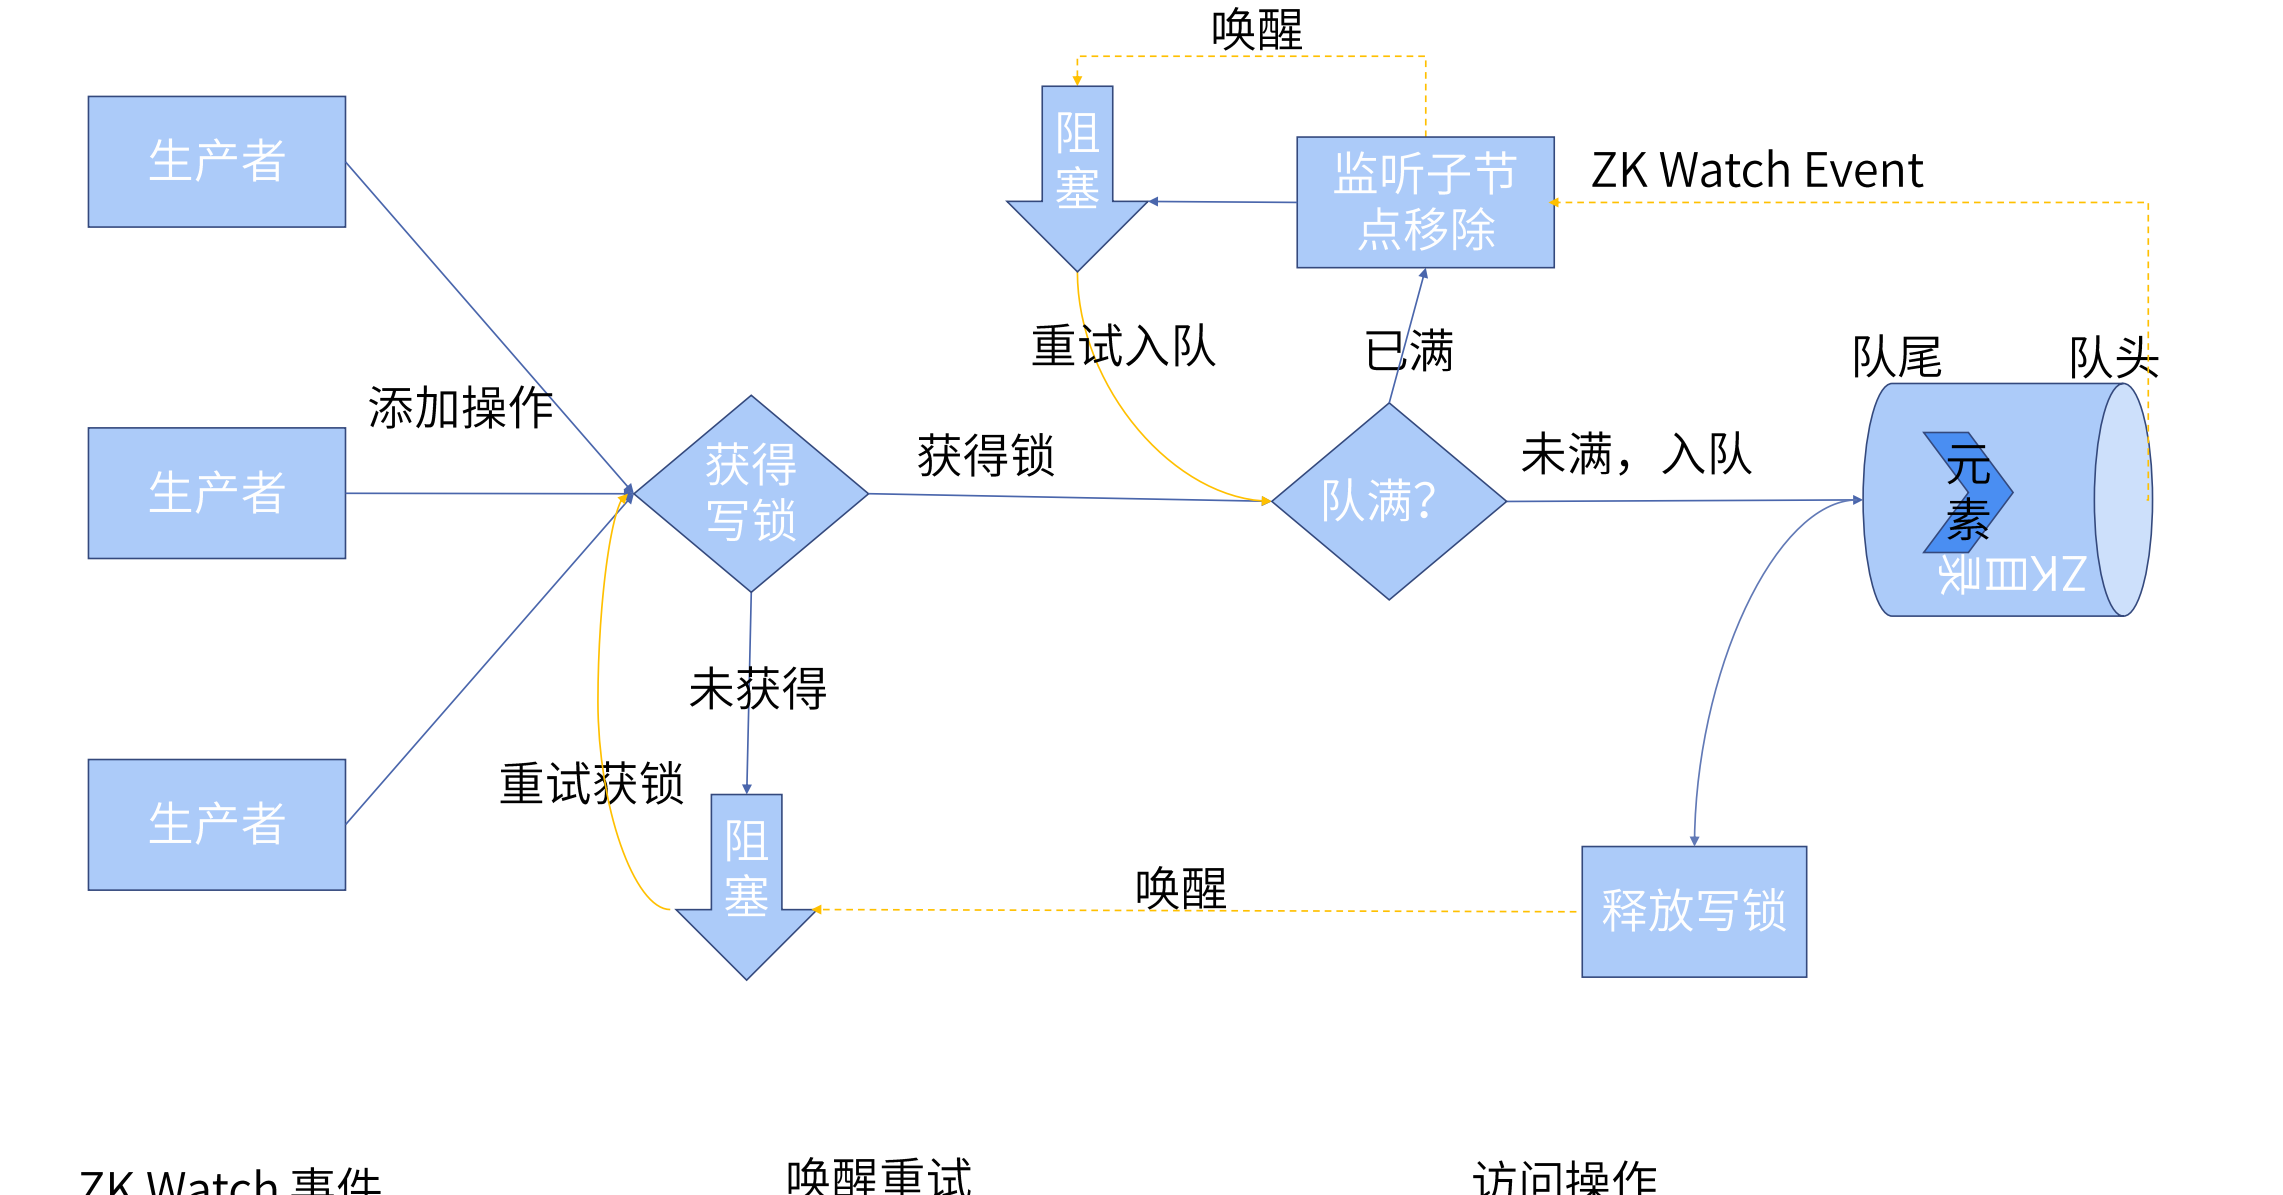 唤醒
阻
塞
生产者
监听子节
点移除
ZK Watch Event
重试入队
已满
队尾
队头
添加操作
生产者
获得
写锁
获得锁
队满?
未满，入队
元
素
ZK目录
未获得
重试获锁
生产者
阻
塞
唤醒
释放写锁
ZK Watch 事件
唤醒重试
访问操作